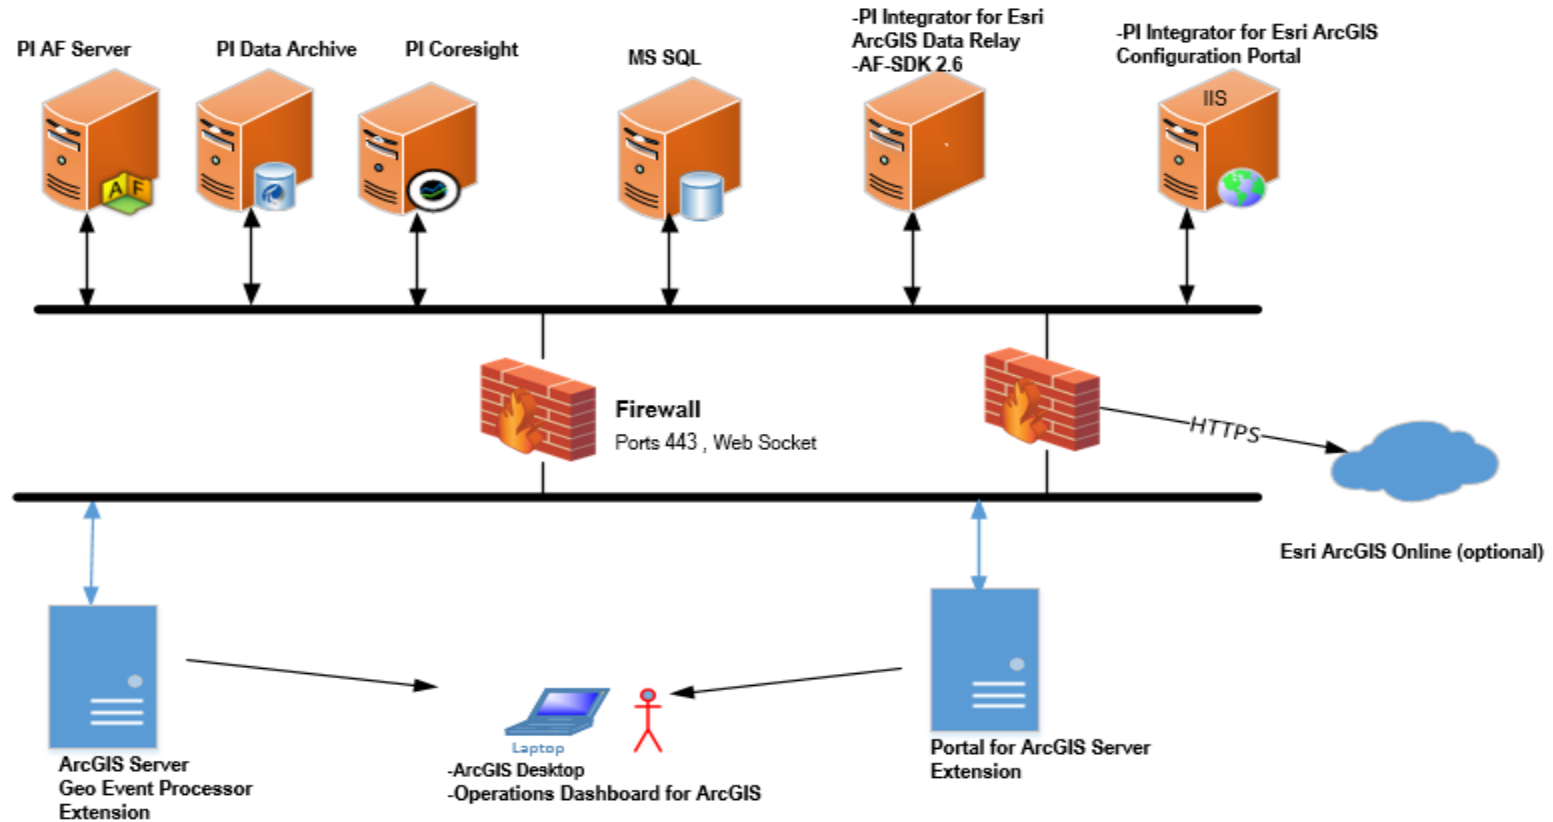 PI AF Server
PI Data Archive
PI Coresight
MS SQL
-PI Integrator for Esri
ArcGIS Data Relay
-AF-SDK 2.6
-PI Integrator for Esri ArcGIS
Configuration Portal
IIS
A F
Firewall
Ports 443 , Web Socket
HTTPS
Esri ArcGIS Online (optional)
ArcGIS Server
Geo Event Processor
Extension
Laptop
-ArcGIS Desktop
-Operations Dashboard for ArcGIS
Portal for ArcGIS Server
Extension